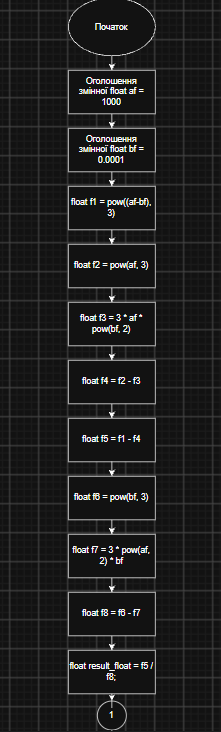 Початок
Оголошення
змінної float af =
1000
Оголошення
змінної float bf =
0.0001
float f1 = pow((af-bf),
3)
float f2 = pow(af, 3)
float f3 = 3 * af *
pow(bf, 2)
float f4 = f2 - f3
float f5 = f1 - f4
float f6 = pow(bf, 3)
float f7 = 3 * pow(af,
2) * bf
float f8 = f6 - f7
float result_float = f5 /
f8;
1